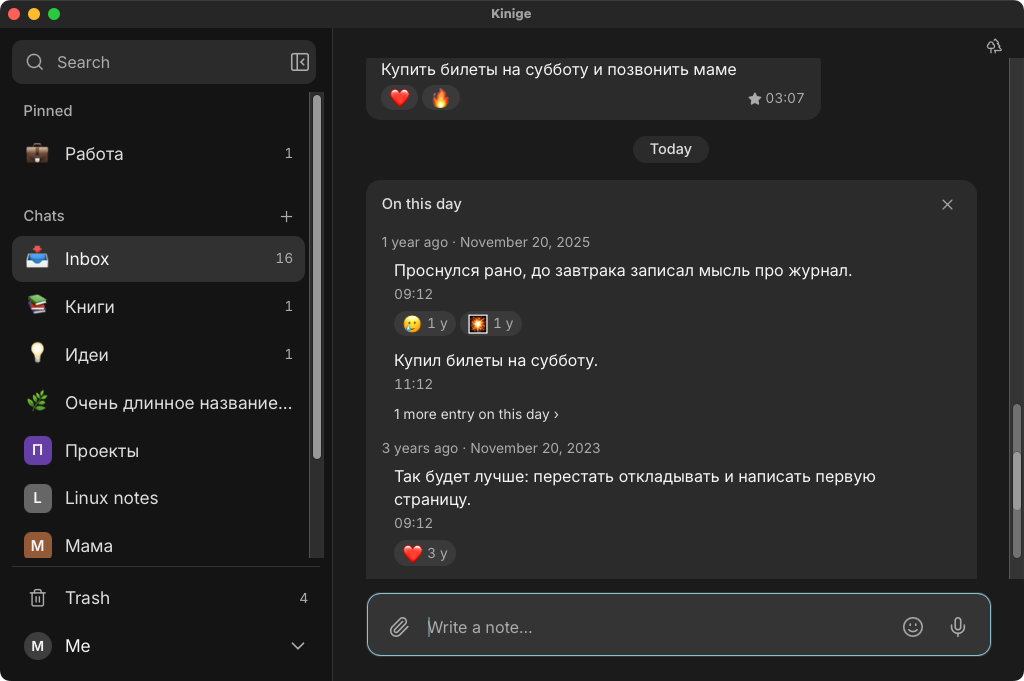 Kinige
Search
Pinned
Работа 1
Chats
Inbox 16
Книги 1
Идеи 1
Очень длинное название...
П Проекты
L Linux notes
М Мама
Trash 4
M Me
Купить билеты на субботу и позвонить маме
03:07
Today
On this day
1 year ago · November 20, 2025
Проснулся рано, до завтрака записал мысль про журнал.
09:12
1 y 1 y
Купил билеты на субботу.
11:12
1 more entry on this day ›
3 years ago · November 20, 2023
Так будет лучше: перестать откладывать и написать первую
страницу.
09:12
3 y
Write a note...